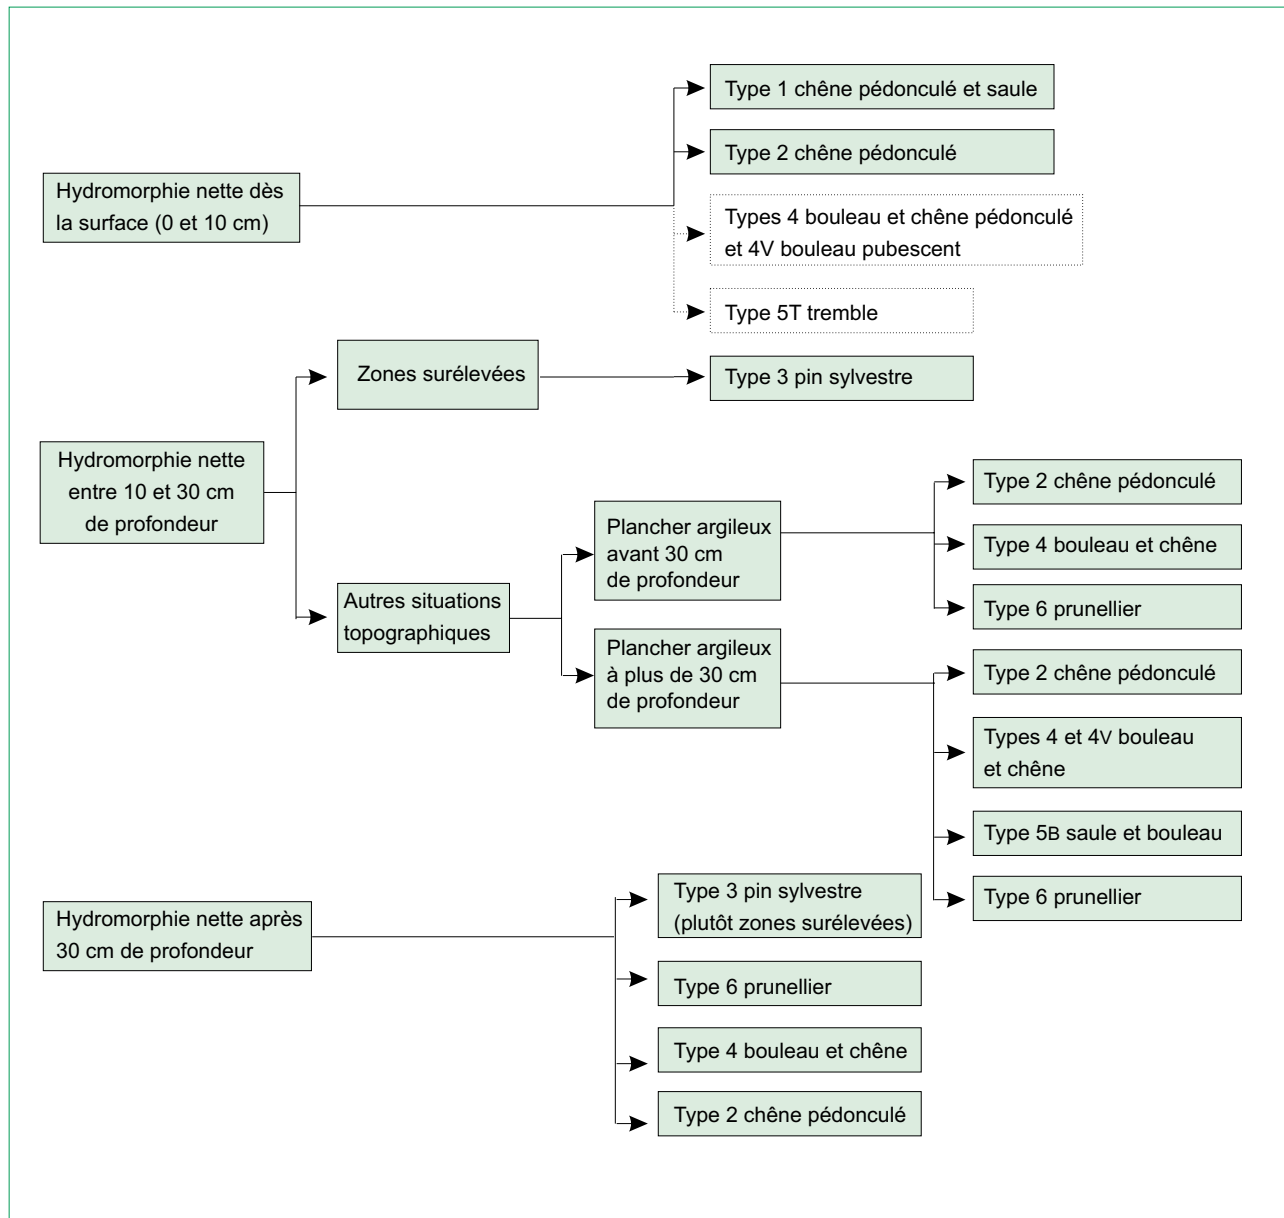 Hydromorphie nette dès
la surface (0 et 10 cm)
Type 1 chêne pédonculé et saule
Type 2 chêne pédonculé
Types 4 bouleau et chêne pédonculé
et 4V bouleau pubescent
Type 5T tremble
Hydromorphie nette
entre 10 et 30 cm
de profondeur
Zones surélevées
Type 3 pin sylvestre
Autres situations
topographiques
Plancher argileux
avant 30 cm
de profondeur
Type 2 chêne pédonculé
Type 4 bouleau et chêne
Type 6 prunellier
Plancher argileux
à plus de 30 cm
de profondeur
Type 2 chêne pédonculé
Types 4 et 4V bouleau
et chêne
Type 5B saule et bouleau
Type 6 prunellier
Hydromorphie nette après
30 cm de profondeur
Type 3 pin sylvestre
(plutôt zones surélevées)
Type 6 prunellier
Type 4 bouleau et chêne
Type 2 chêne pédonculé